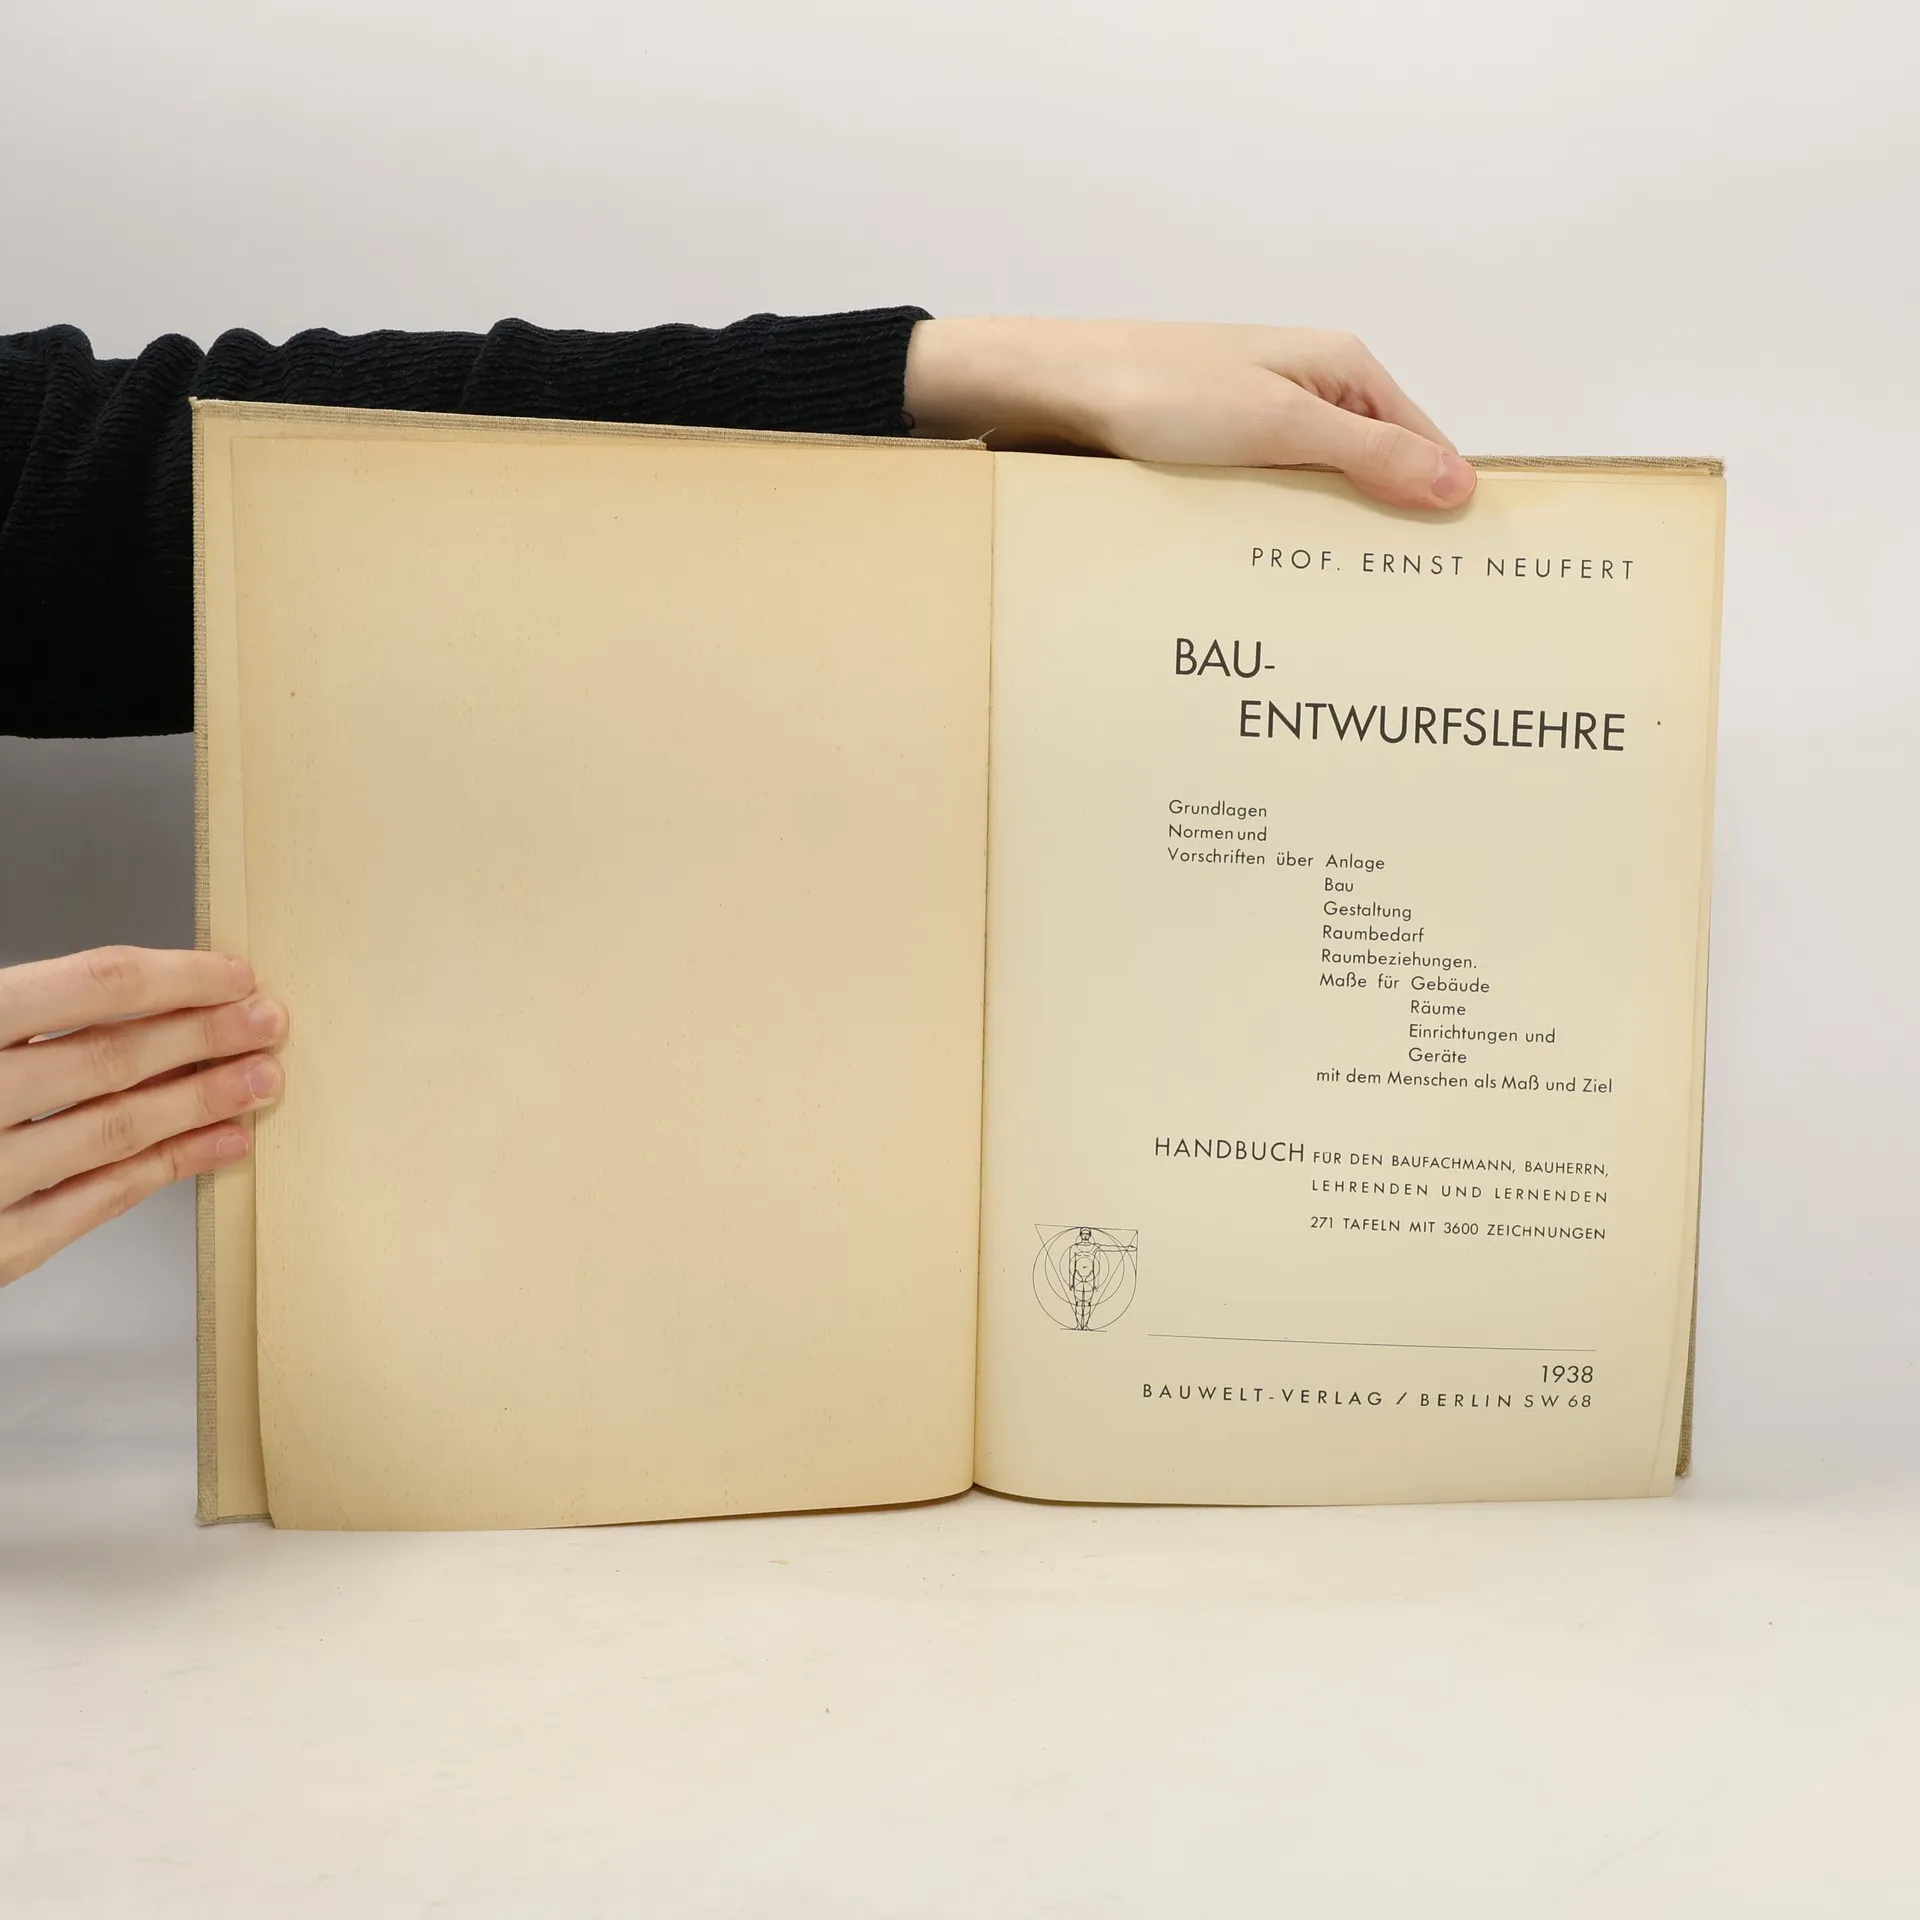 PROF. ERNST NEUFERT
BAU-
ENTWURFSLEHRE
Grundlagen
Normen und
Vorschriften über Anlage
Bau
Gestaltung
Raumbedarf
Raumbeziehungen.
Maße für Gebäude
Räume
Einrichtungen und
Geräte
mit dem Menschen als Maß und Ziel
HANDBUCH FÜR DEN BAUFACHMANN, BAUHERRN,
LEHRENDEN UND LERNENDEN
271 TAFELN MIT 3600 ZEICHNUNGEN
1938
BAUWELT-VERLAG / BERLIN SW 68